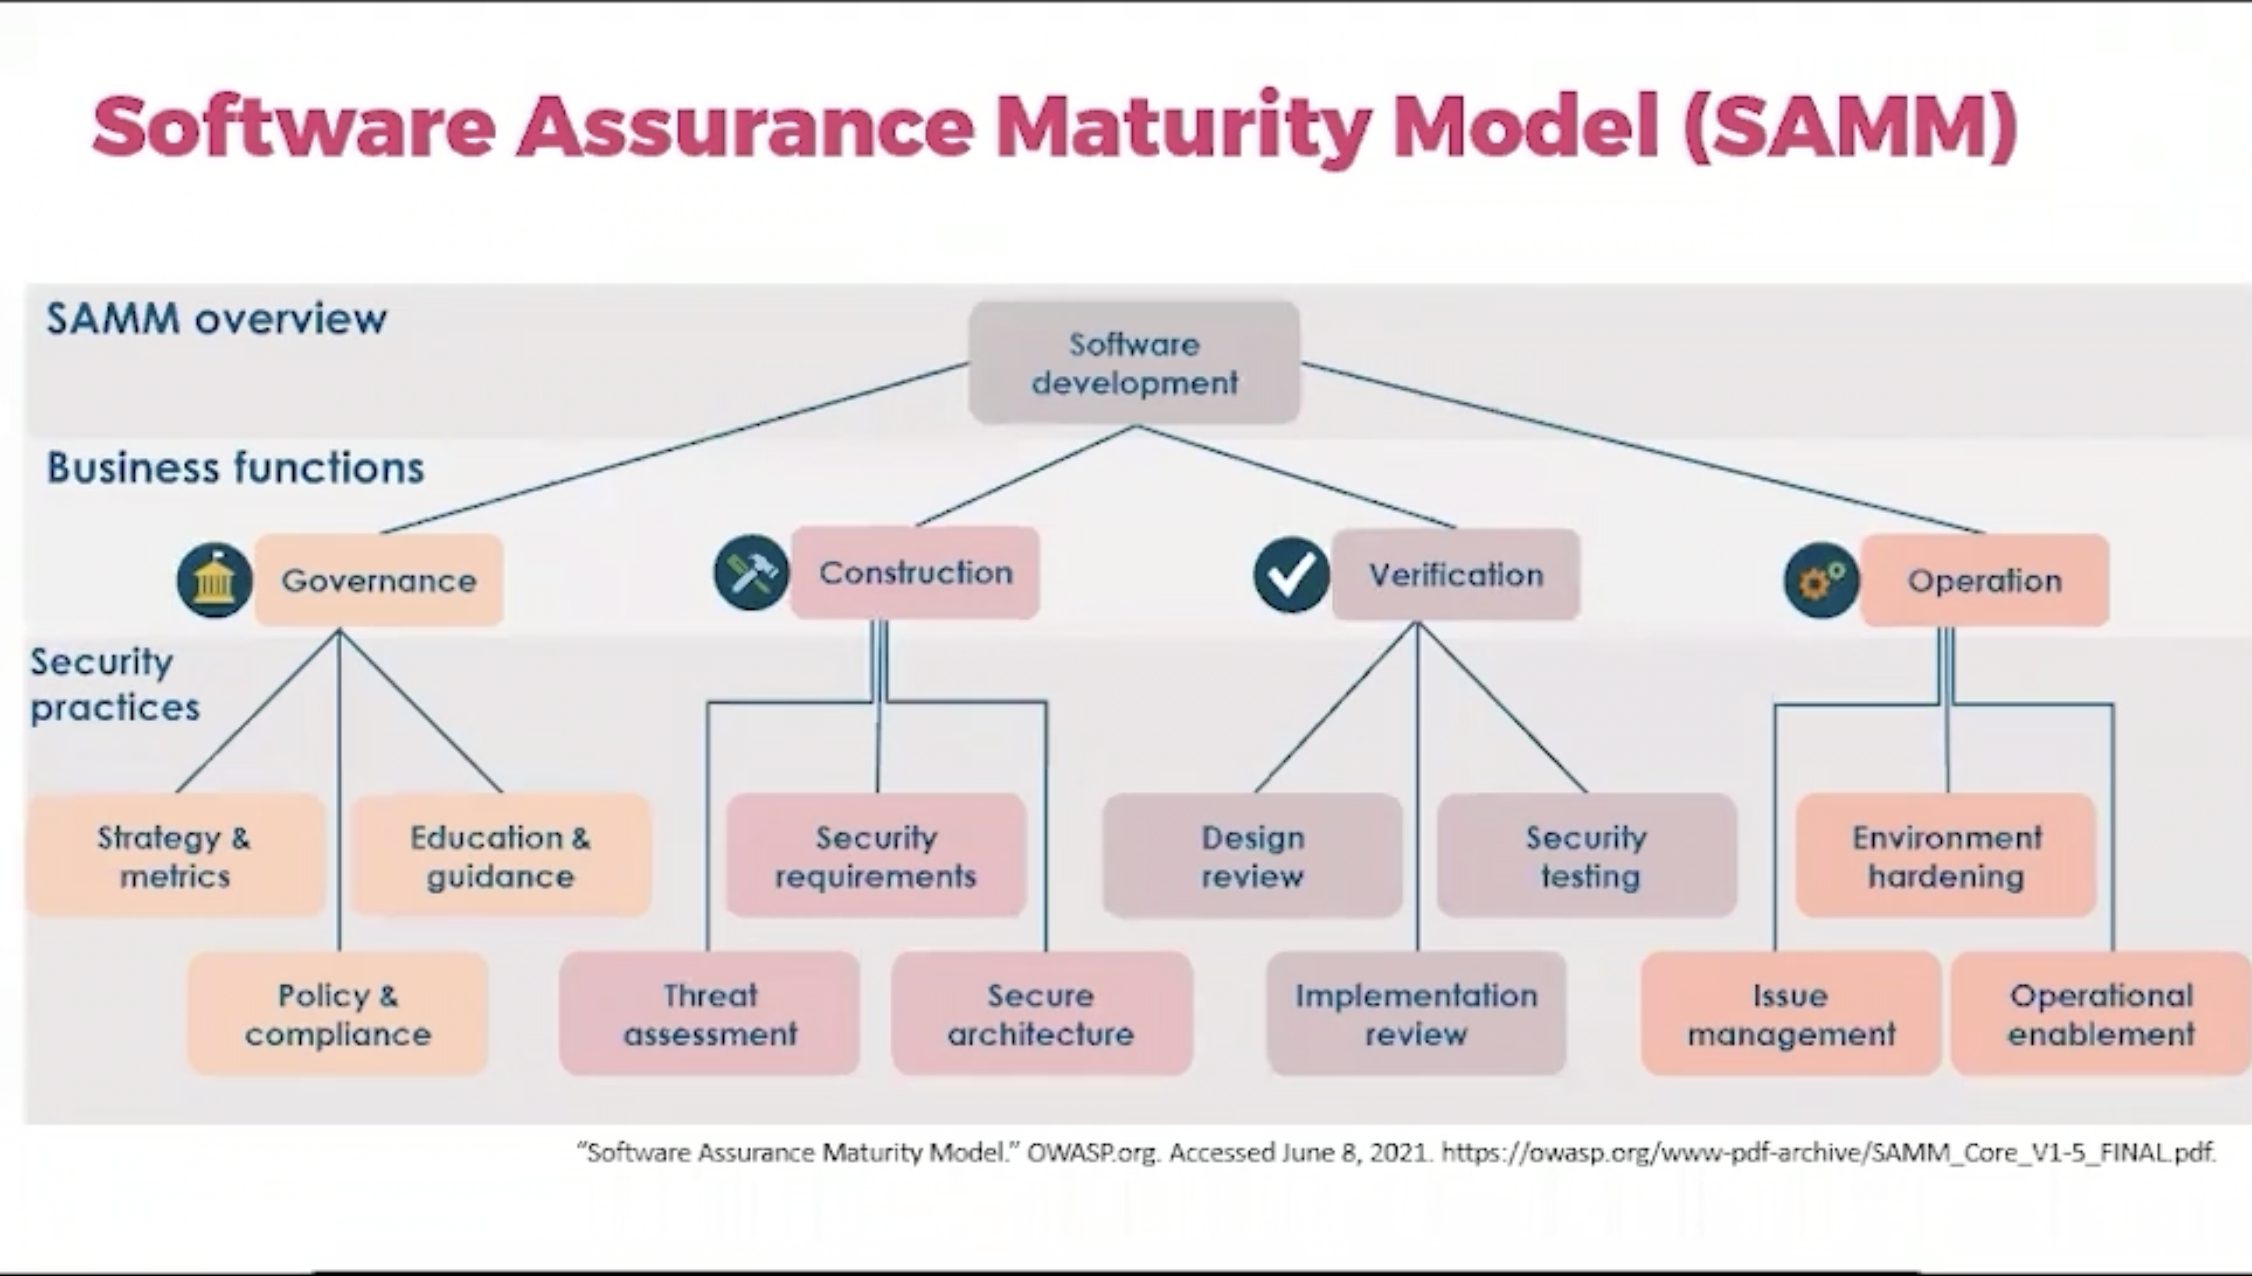 Software Assurance Maturity Model (SAMM)
SAMM overview
Software
development
Business functions
Governance
Construction
Verification
Operation
Security
practices
Strategy &
metrics
Education &
guidance
Security
requirements
Design
review
Security
testing
Environment
hardening
Policy &
compliance
Threat
assessment
Secure
architecture
Implementation
review
Issue
management
Operational
enablement
“Software Assurance Maturity Model.” OWASP.org. Accessed June 8, 2021. https://owasp.org/www-pdf-archive/SAMM_Core_V1-5_FINAL.pdf.